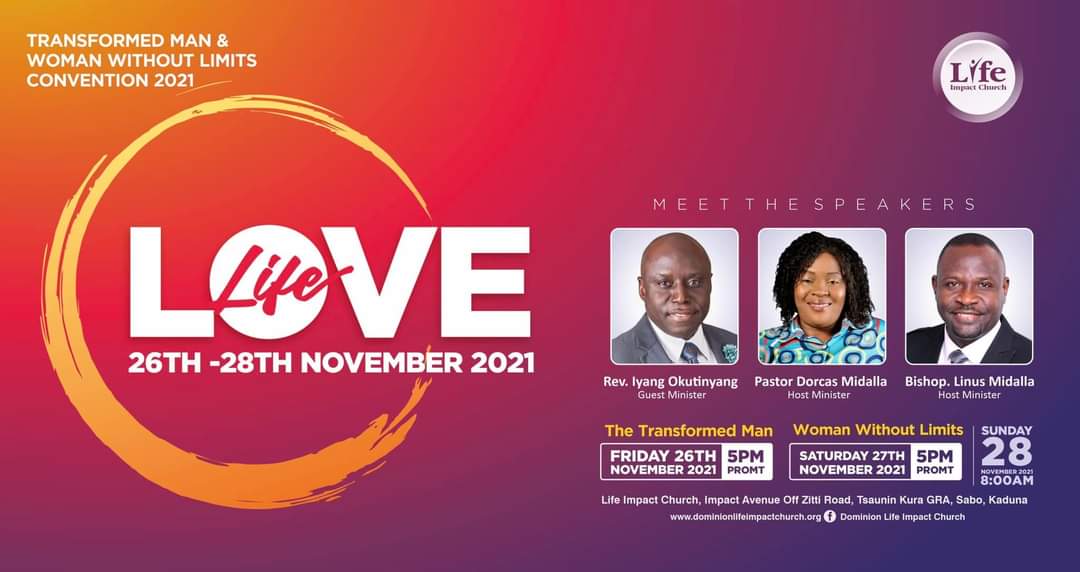 TRANSFORMED MAN &
WOMAN WITHOUT LIMITS
CONVENTION 2021
Life
Impact Church
LOVE
Life
26TH -28TH NOVEMBER 2021
MEET THE SPEAKERS
Rev. Iyang Okutinyang
Guest Minister
Pastor Dorcas Midalla
Host Minister
Bishop. Linus Midalla
Host Minister
The Transformed Man
FRIDAY 26TH
NOVEMBER 2021
5PM
PROMT
Woman Without Limits
SATURDAY 27TH
NOVEMBER 2021
5PM
PROMT
SUNDAY
28
NOVEMBER 2021
8:00AM
Life Impact Church, Impact Avenue Off Zitti Road, Tsaunin Kura GRA, Sabo, Kaduna
www.dominionlifeimpactchurch.org f Dominion Life Impact Church